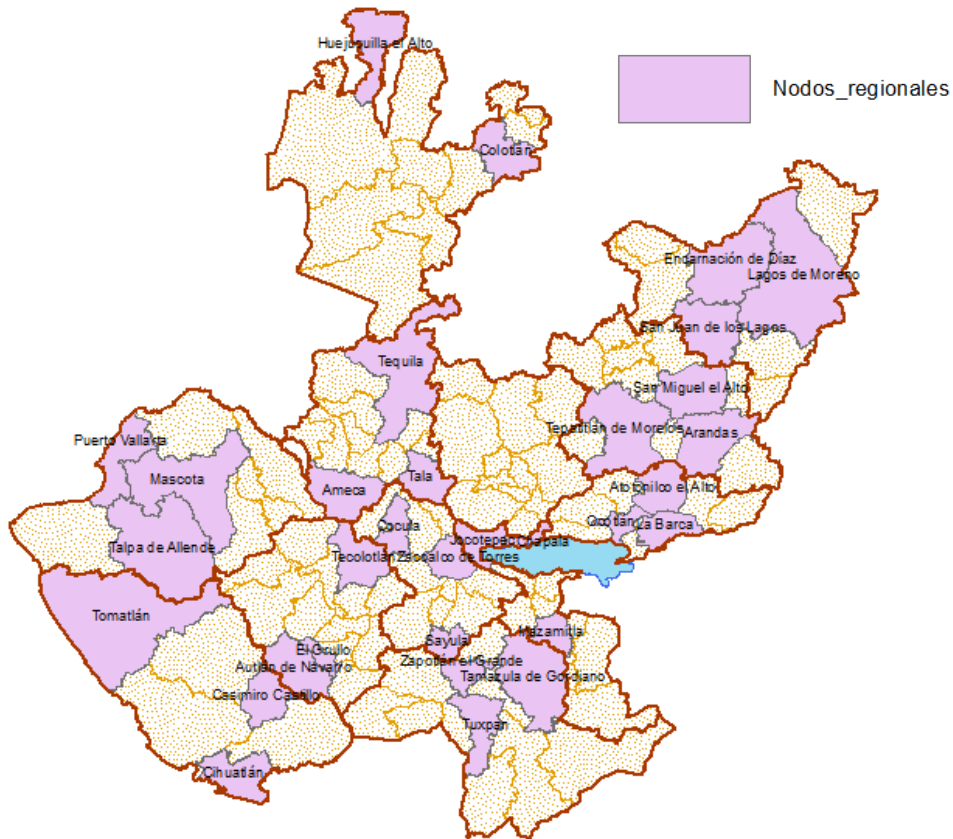 Huejuquilla el Alto
Nodos_regionales
Colotlán
Encarnación de Díaz
Lagos de Moreno
San Juan de los Lagos
Tequila
San Miguel el Alto
Tepatitlán de Morelos
Arandas
Puerto Vallarta
Mascota
Tala
Ameca
Atotonilco el Alto
Cocula
Ocotlán
La Barca
Jocotepec
Chapala
Talpa de Allende
Tecolotlán
Zacoalco de Torres
Tomatlán
Mazamitla
Sayula
El Grullo
Zapotlán el Grande
Autlán de Navarro
Tamazula de Gordiano
Casimiro Castillo
Tuxpan
Cihuatlán